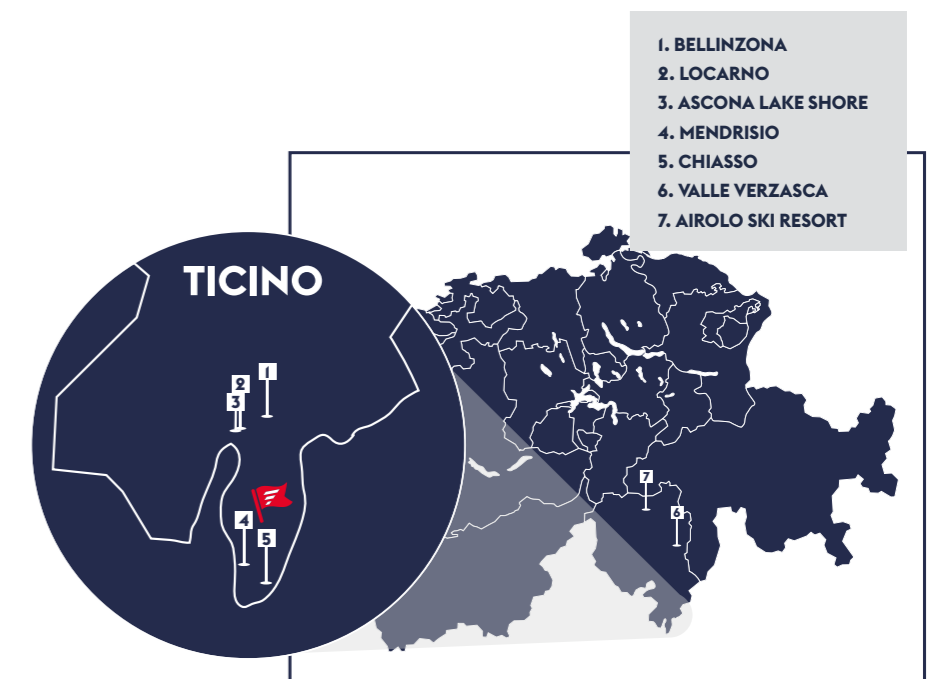 1. BELLINZONA
2. LOCARNO
3. ASCONA LAKE SHORE
4. MENDRISIO
5. CHIASSO
6. VALLE VERZASCA
7. AIROLO SKI RESORT
TICINO
1
2
3
4
5
7
6